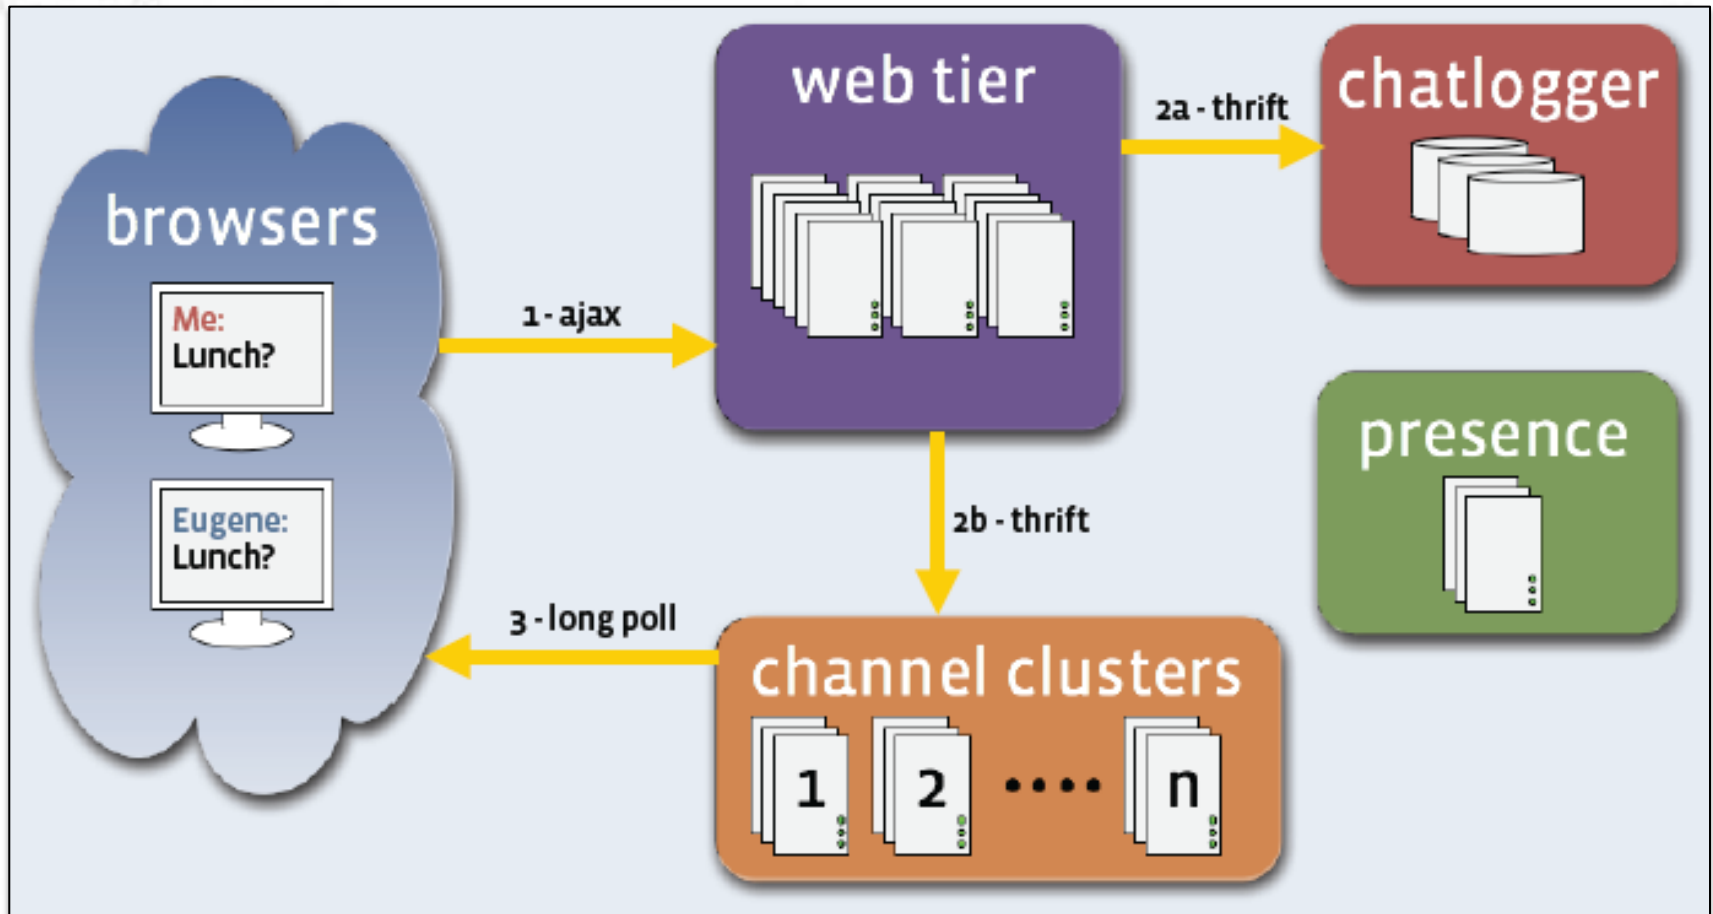 browsers
Me:
Lunch?
Eugene:
Lunch?
1 - ajax
web tier
2a - thrift
chatlogger
presence
2b - thrift
3 - long poll
channel clusters
1 2 .... n